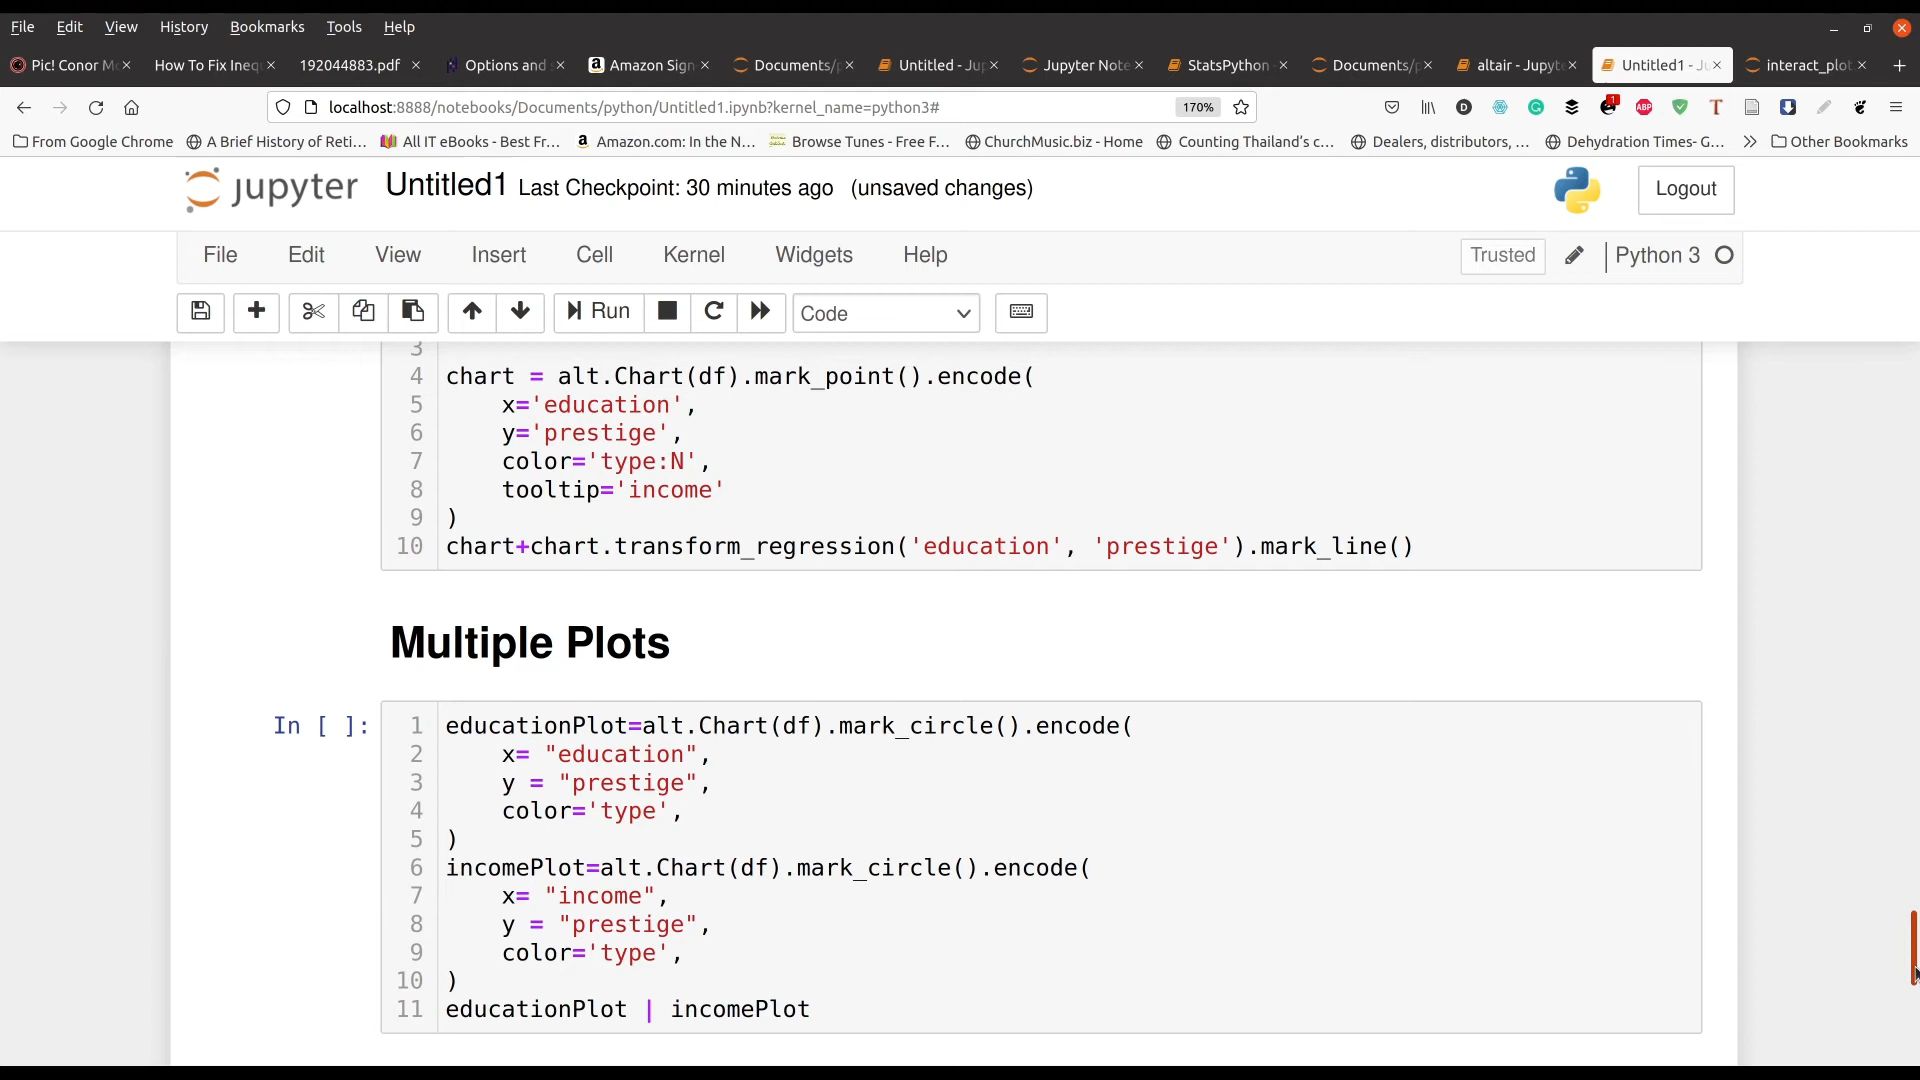 File Edit View History Bookmarks Tools Help
Pic! Conor Mc How To Fix Ineq 192044883.pdf Options and s Amazon Sign- Documents/p Untitled - Jup Jupyter Note StatsPython - Documents/p altair - Jupyte Untitled1 - Ju interact_plot
localhost:8888/notebooks/Documents/python/Untitled1.ipynb?kernel_name=python3# 170%
From Google Chrome A Brief History of Reti... All IT eBooks - Best Fr... Amazon.com: In the N... Browse Tunes - Free F... ChurchMusic.biz - Home Counting Thailand's c... Dealers, distributors, ... Dehydration Times- G... Other Bookmarks
jupyter Untitled1 Last Checkpoint: 30 minutes ago (unsaved changes) Logout
File Edit View Insert Cell Kernel Widgets Help Trusted Python 3
Run Code
3
4 chart = alt.Chart(df).mark_point().encode(
5 x='education',
6 y='prestige',
7 color='type:N',
8 tooltip='income'
9 )
10 chart+chart.transform_regression('education', 'prestige').mark_line()
Multiple Plots
In [ ]: 1 educationPlot=alt.Chart(df).mark_circle().encode(
2 x= "education",
3 y = "prestige",
4 color='type',
5 )
6 incomePlot=alt.Chart(df).mark_circle().encode(
7 x= "income",
8 y = "prestige",
9 color='type',
10 )
11 educationPlot | incomePlot